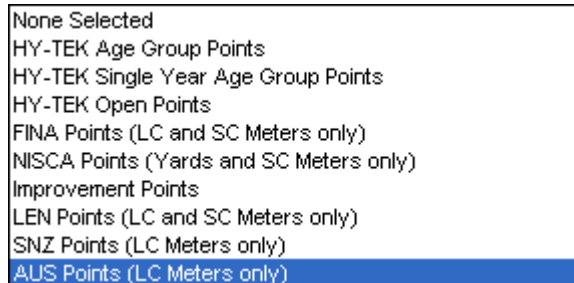 None Selected
HY-TEK Age Group Points
HY-TEK Single Year Age Group Points
HY-TEK Open Points
FINA Points (LC and SC Meters only)
NISCA Points (Yards and SC Meters only)
Improvement Points
LEN Points (LC and SC Meters only)
SNZ Points (LC Meters only)
AUS Points (LC Meters only)